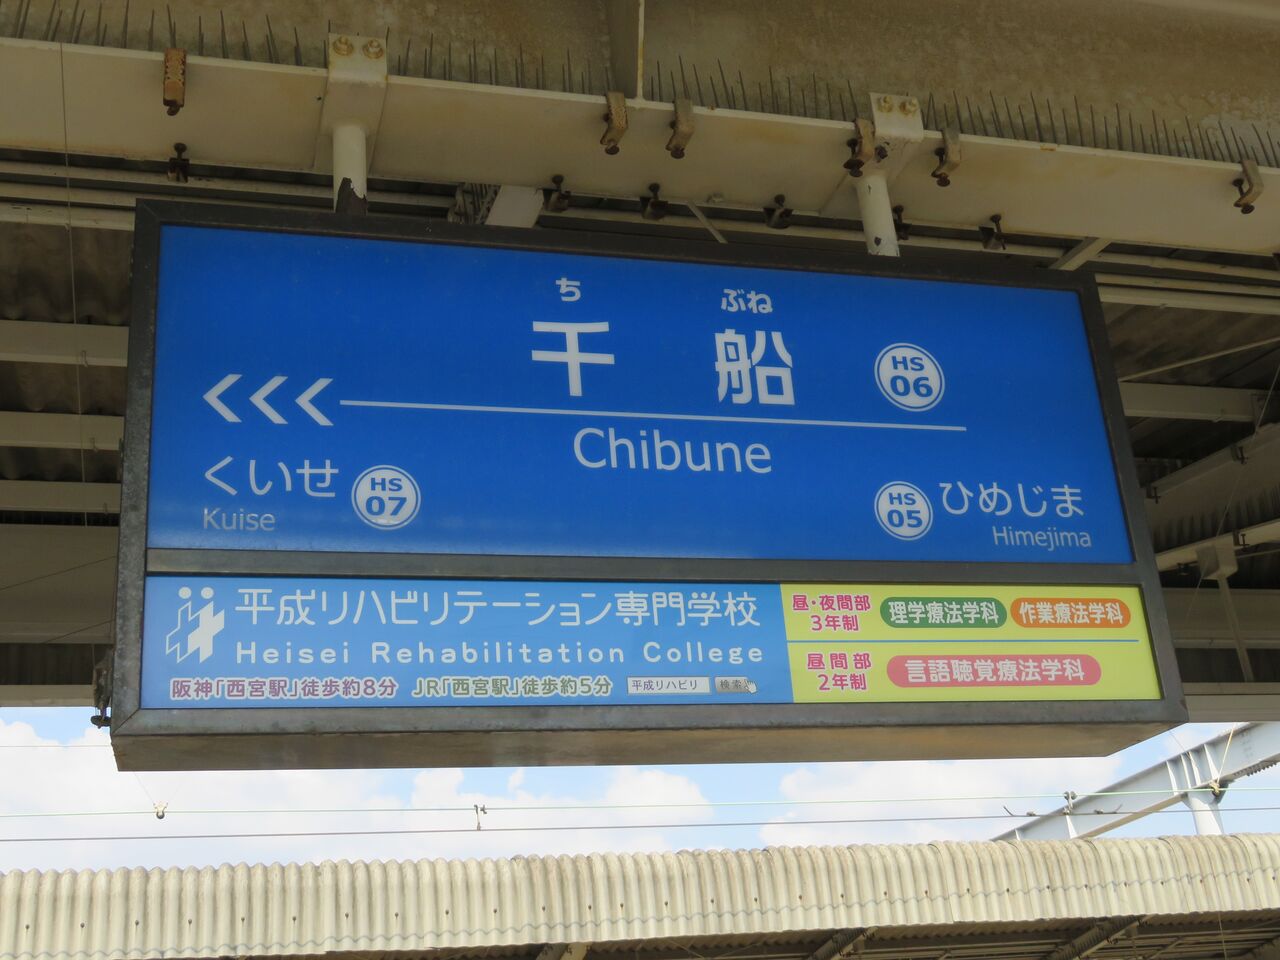 ち ぶね
千船
HS 06
Chibune
くいせ
Kuise
HS 07
HS 05
ひめじま
Himejima
平成リハビリテーション専門学校
Heisei Rehabilitation College
阪神「西宮駅」徒歩約8分 JR「西宮駅」徒歩約5分 平成リハビリ 検索
昼・夜間部
3年制
理学療法学科 作業療法学科
昼間部
2年制
言語聴覚療法学科